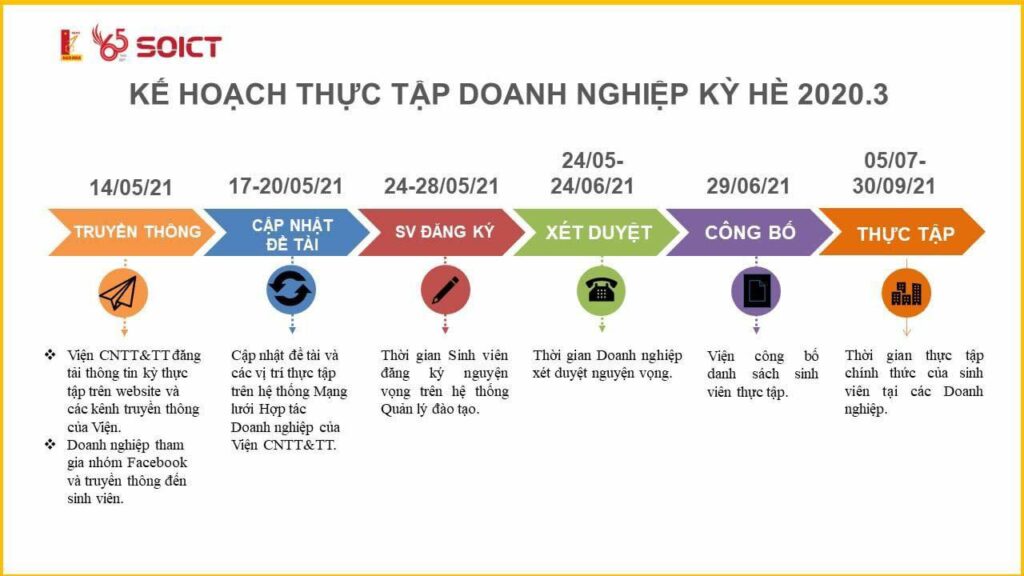 65 SOICT
KẾ HOẠCH THỰC TẬP DOANH NGHIỆP KỲ HÈ 2020.3
14/05/21
TRUYỀN THÔNG
❖ Viện CNTT&TT đăng
tải thông tin kỳ thực
tập trên website và
các kênh truyền thông
của Viện.
❖ Doanh nghiệp tham
gia nhóm Facebook
và truyền thông đến
sinh viên.
17-20/05/21
CẬP NHẬT
ĐỀ TÀI
Cập nhật đề tài và
các vị trí thực tập
trên hệ thống Mạng
lưới Hợp tác
Doanh nghiệp của
Viện CNTT&TT.
24-28/05/21
SV ĐĂNG KÝ
Thời gian Sinh viên
đăng ký nguyện
vọng trên hệ thống
Quản lý đào tạo.
24/05-
24/06/21
XÉT DUYỆT
Thời gian Doanh nghiệp
xét duyệt nguyện vọng.
29/06/21
CÔNG BỐ
Viện công bố
danh sách sinh
viên thực tập.
05/07-
30/09/21
THỰC TẬP
Thời gian thực tập
chính thức của sinh
viên tại các Doanh
nghiệp.